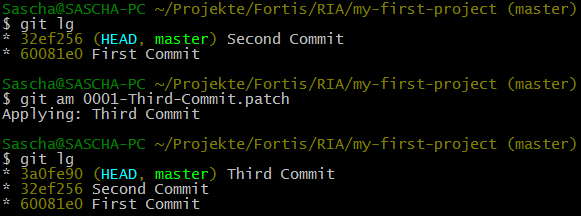 Sascha@SASCHA-PC ~/Projekte/Fortis/RIA/my-first-project (master)
$ git lg
* 32ef256 (HEAD, master) Second Commit
* 60081e0 First Commit
Sascha@SASCHA-PC ~/Projekte/Fortis/RIA/my-first-project (master)
$ git am 0001-Third-Commit.patch
Applying: Third Commit
Sascha@SASCHA-PC ~/Projekte/Fortis/RIA/my-first-project (master)
$ git lg
* 3a0fe90 (HEAD, master) Third Commit
* 32ef256 Second Commit
* 60081e0 First Commit